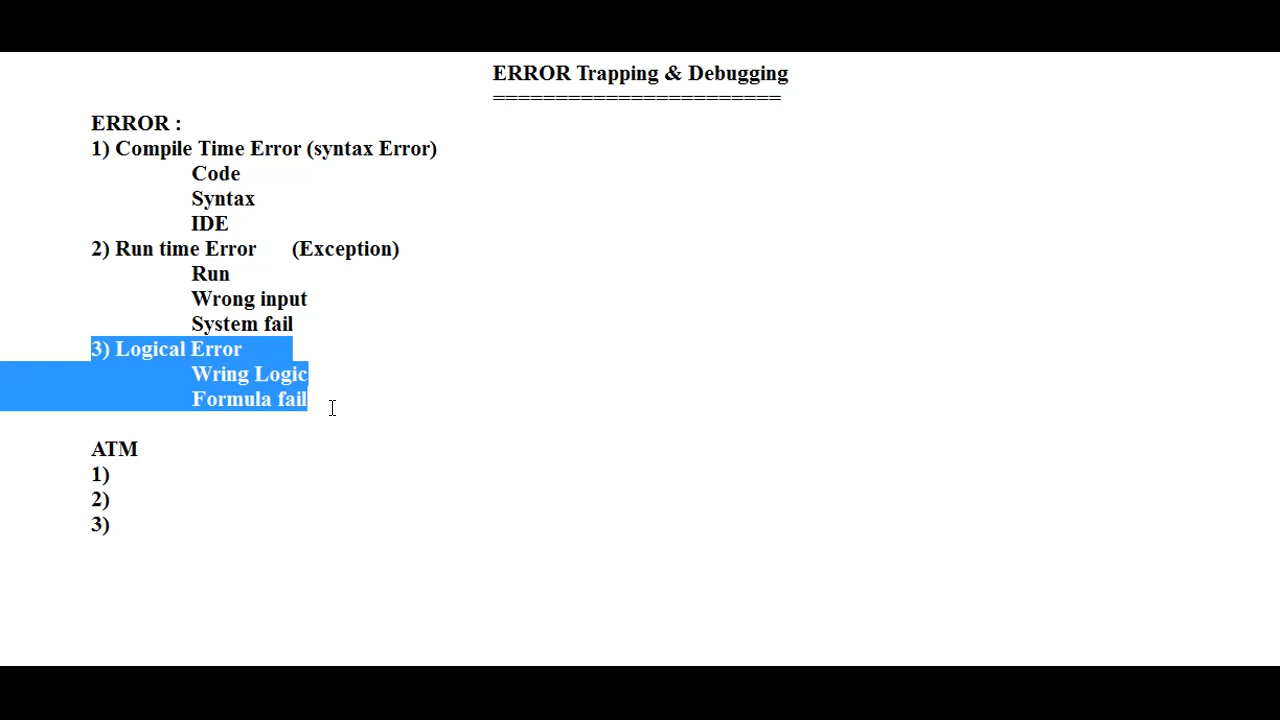 ERROR Trapping & Debugging
=======================
ERROR :
1) Compile Time Error (syntax Error)
Code
Syntax
IDE
2) Run time Error (Exception)
Run
Wrong input
System fail
3) Logical Error
Wring Logic
Formula fail
ATM
1)
2)
3)